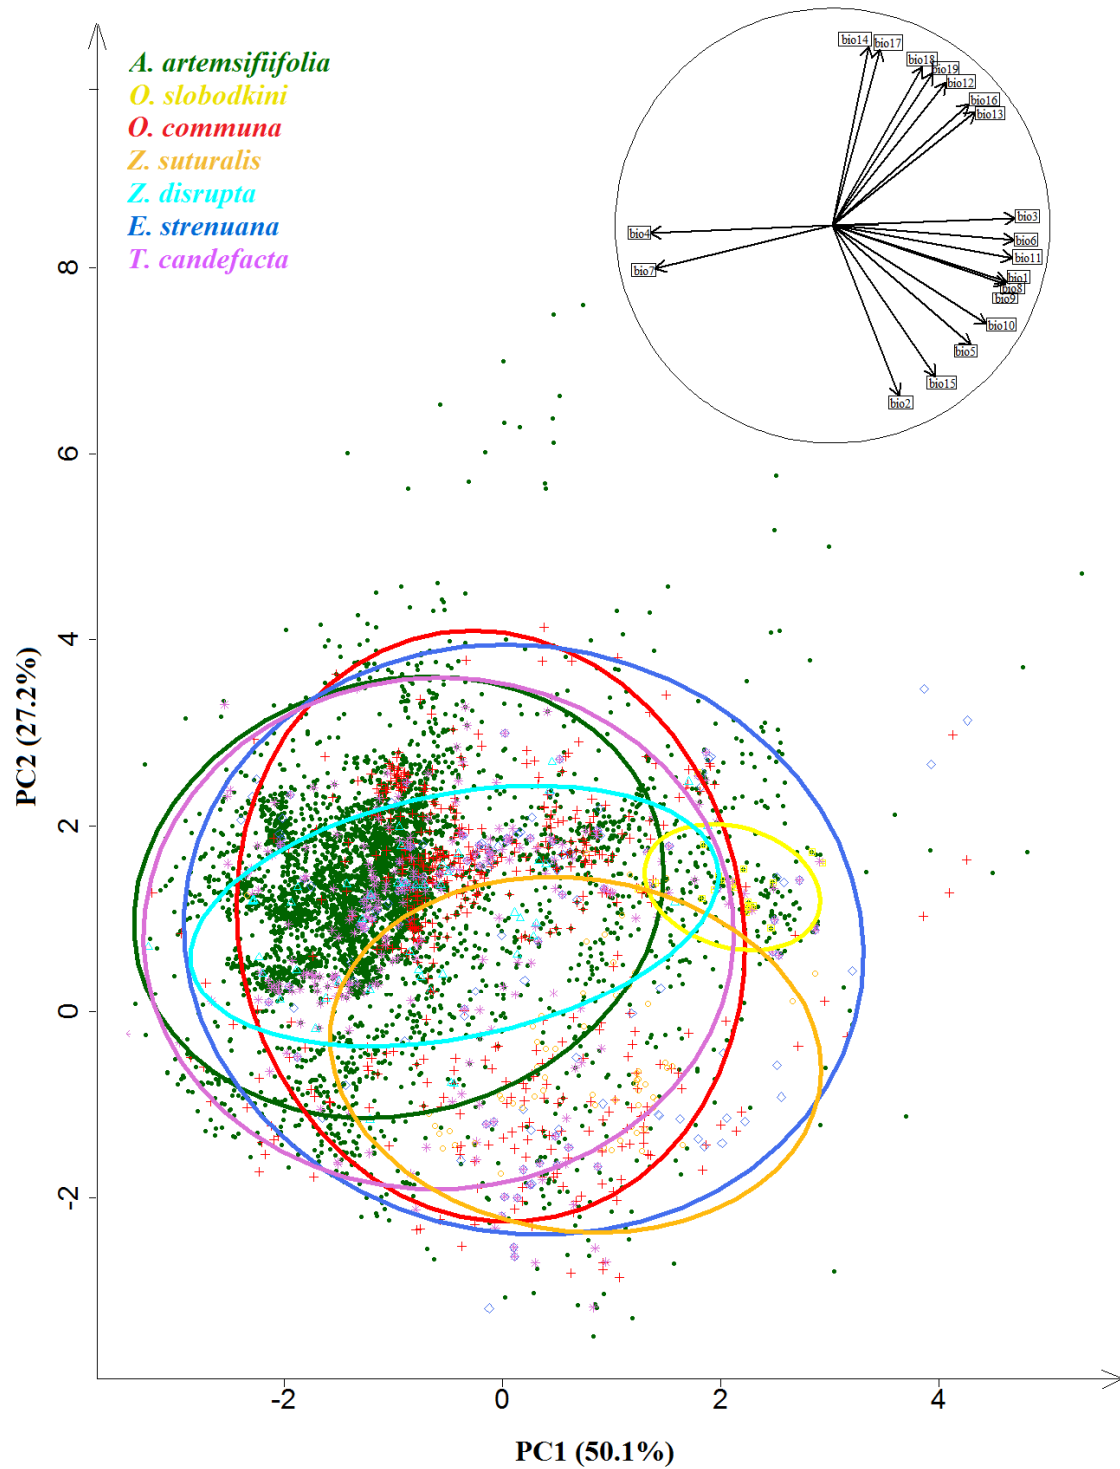 A. artemsifiifolia
O. slobodkini
O. communa
Z. suturalis
Z. disrupta
E. strenuana
T. candefacta
bio14
bio17
bio18
bio19
bio12
bio16
bio13
bio3
bio4
bio6
bio11
bio7
bio1
bio8
bio9
bio10
bio5
bio15
bio2
8
6
4
2
0
-2
PC2 (27.2%)
-2
0
2
4
PC1 (50.1%)